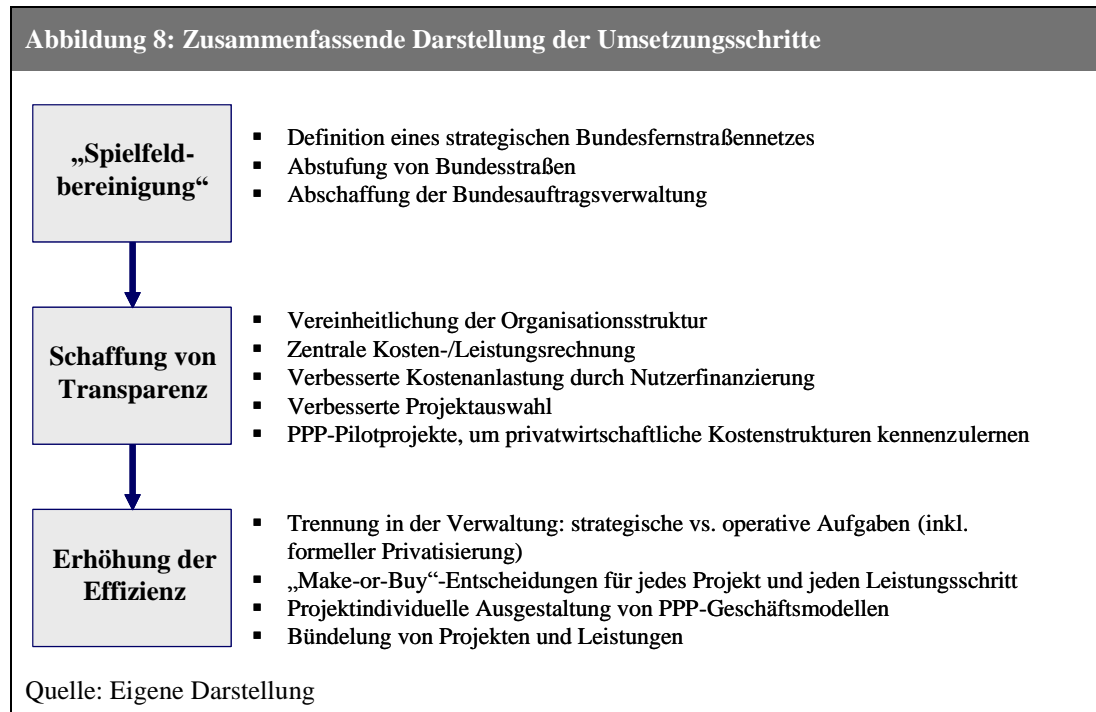 Abbildung 8: Zusammenfassende Darstellung der Umsetzungsschritte
„Spielfeld-
bereinigung“
▪ Definition eines strategischen Bundesfernstraßennetzes
▪ Abstufung von Bundesstraßen
▪ Abschaffung der Bundesauftragsverwaltung
Schaffung von
Transparenz
▪ Vereinheitlichung der Organisationsstruktur
▪ Zentrale Kosten-/Leistungsrechnung
▪ Verbesserte Kostenanlastung durch Nutzerfinanzierung
▪ Verbesserte Projektauswahl
▪ PPP-Pilotprojekte, um privatwirtschaftliche Kostenstrukturen kennenzulernen
Erhöhung der
Effizienz
▪ Trennung in der Verwaltung: strategische vs. operative Aufgaben (inkl.
formeller Privatisierung)
▪ „Make-or-Buy“-Entscheidungen für jedes Projekt und jeden Leistungsschritt
▪ Projektindividuelle Ausgestaltung von PPP-Geschäftsmodellen
▪ Bündelung von Projekten und Leistungen
Quelle: Eigene Darstellung